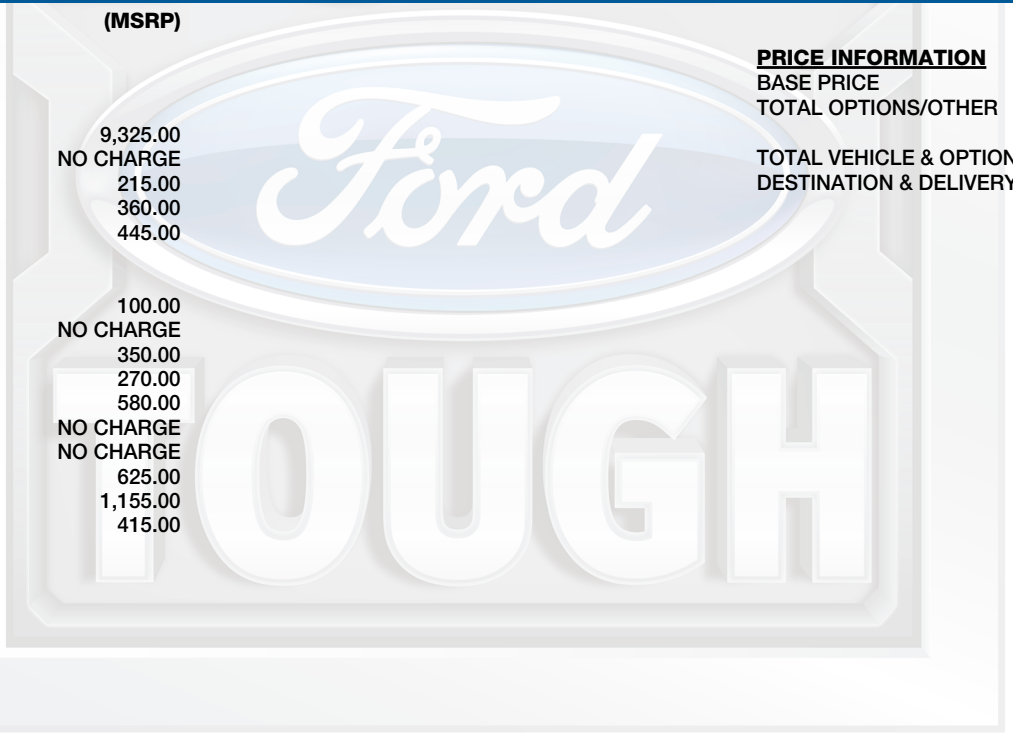 (MSRP)
9,325.00
NO CHARGE
215.00
360.00
445.00
100.00
NO CHARGE
350.00
270.00
580.00
NO CHARGE
NO CHARGE
625.00
1,155.00
415.00
PRICE INFORMATION
BASE PRICE
TOTAL OPTIONS/OTHER
TOTAL VEHICLE & OPTION
DESTINATION & DELIVERY
Ford
TOUGH